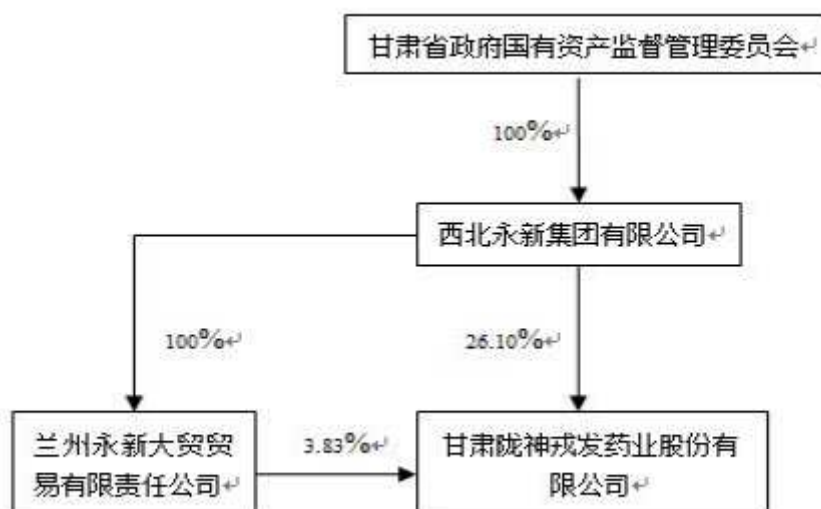 甘肃省政府国有资产监督管理委员会↵
100%↵
西北永新集团有限公司↵
100%↵
26.10%↵
兰州永新大贸贸
易有限责任公司↵
3.83%↵
甘肃陇神戎发药业股份有
限公司↵